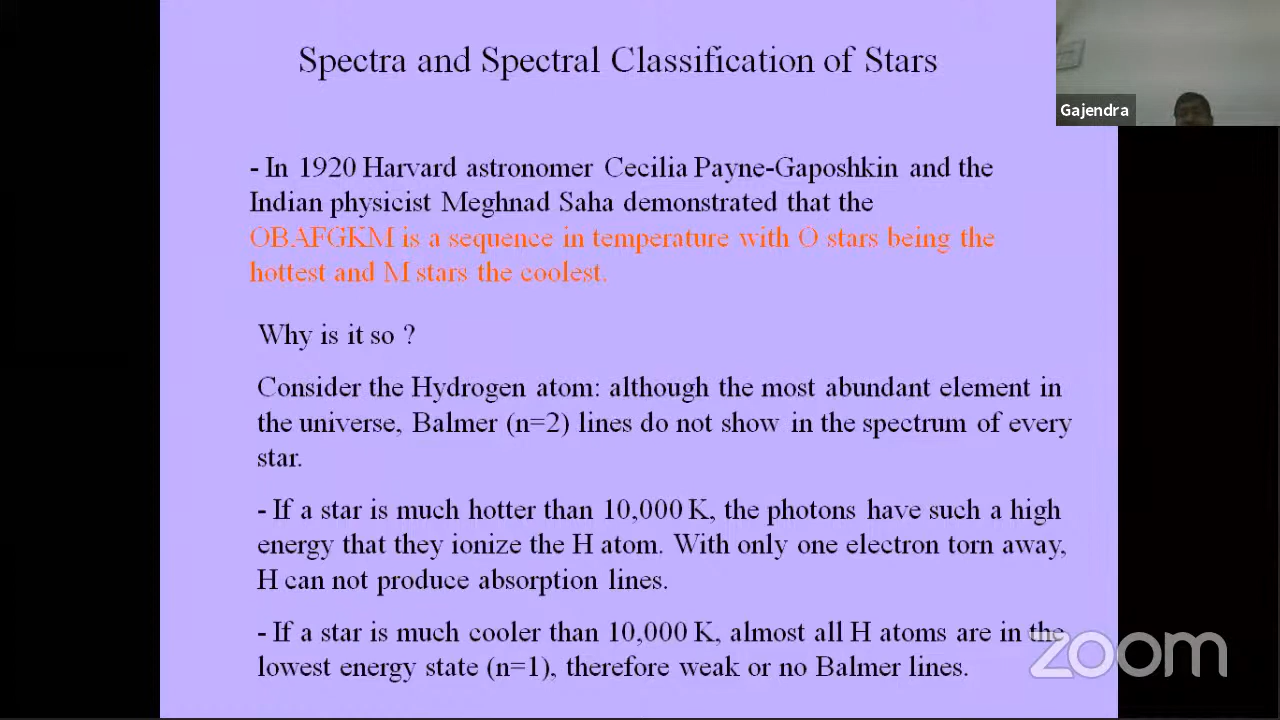 Spectra and Spectral Classification of Stars
Gajendra
- In 1920 Harvard astronomer Cecilia Payne-Gaposhkin and the
Indian physicist Meghnad Saha demonstrated that the
OBAFGKM is a sequence in temperature with O stars being the
hottest and M stars the coolest.
Why is it so ?
Consider the Hydrogen atom: although the most abundant element in
the universe, Balmer (n=2) lines do not show in the spectrum of every
star.
- If a star is much hotter than 10,000 K, the photons have such a high
energy that they ionize the H atom. With only one electron torn away,
H can not produce absorption lines.
- If a star is much cooler than 10,000 K, almost all H atoms are in the
lowest energy state (n=1), therefore weak or no Balmer lines.
zoom